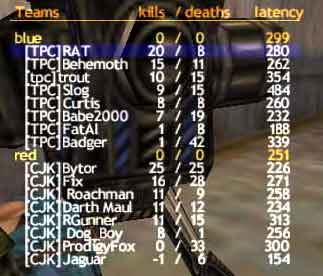 Teams kills / deaths latency
blue 0 / 0 299
[TPC]RAT 20 / 8 280
[TPC]Behemoth 15 / 11 262
[tpc]trout 10 / 15 354
[TPC]Slog 9 / 15 484
[TPC]Curtis 8 / 8 260
[TPC]Babe2000 7 / 19 232
[TPC]FatAl 1 / 8 188
[TPC]Badger 1 / 42 339
red 0 / 0 251
[CJK]Bytor 25 / 25 226
[CJK]Fix 16 / 28 271
[CJK] Roachman 11 / 9 258
[CJK]Darth Maul 11 / 12 234
[CJK]RGunner 11 / 15 313
[CJK] Dog_Boy 8 / 1 256
[CJK]ProdigyFox 0 / 33 300
[CJK]Jaguar -1 / 6 154